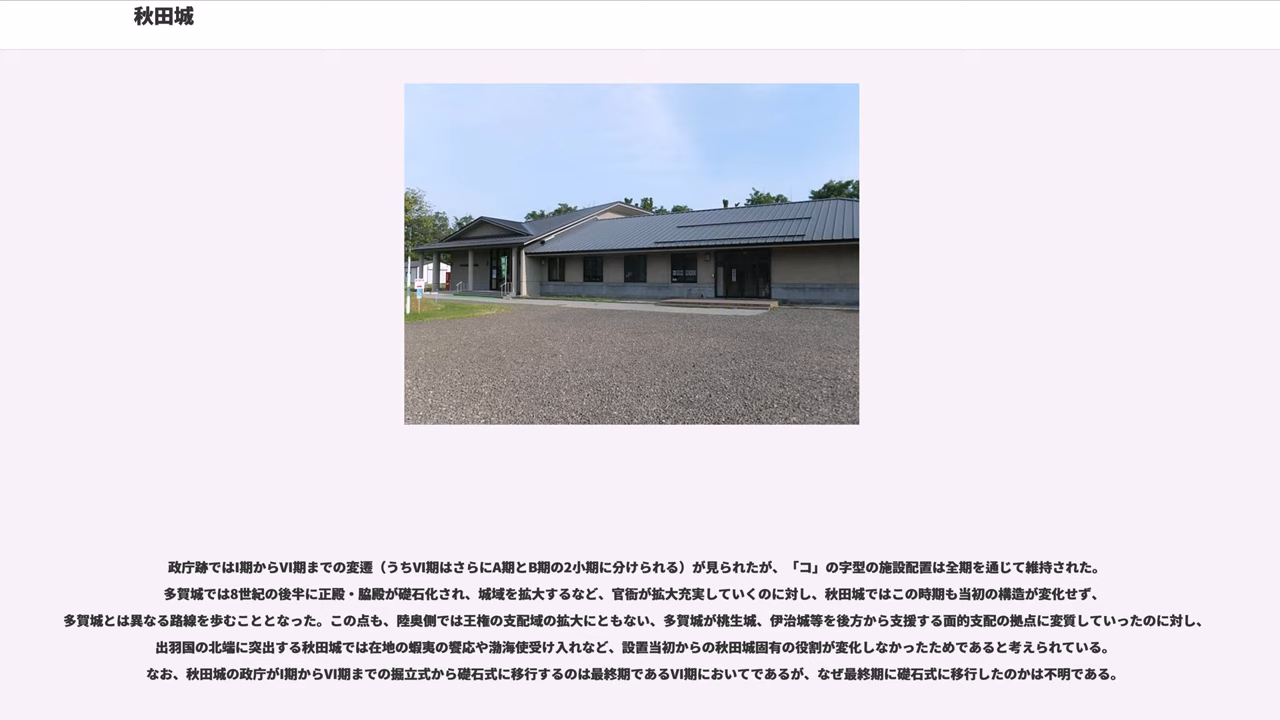 秋田城
政庁跡ではI期からVI期までの変遷（うちVI期はさらにA期とB期の2小期に分けられる）が見られたが、「コ」の字型の施設配置は全期を通じて維持された。
多賀城では8世紀の後半に正殿・脇殿が礎石化され、城域を拡大するなど、官衙が拡大充実していくのに対し、秋田城ではこの時期も当初の構造が変化せず、
多賀城とは異なる路線を歩むこととなった。この点も、陸奥側では王権の支配域の拡大にともない、多賀城が桃生城、伊治城等を後方から支援する面的支配の拠点に変質していったのに対し、
出羽国の北端に突出する秋田城では在地の蝦夷の饗応や渤海使受け入れなど、設置当初からの秋田城固有の役割が変化しなかったためであると考えられている。
なお、秋田城の政庁がI期からVI期までの掘立式から礎石式に移行するのは最終期であるVI期においてであるが、なぜ最終期に礎石式に移行したのかは不明である。